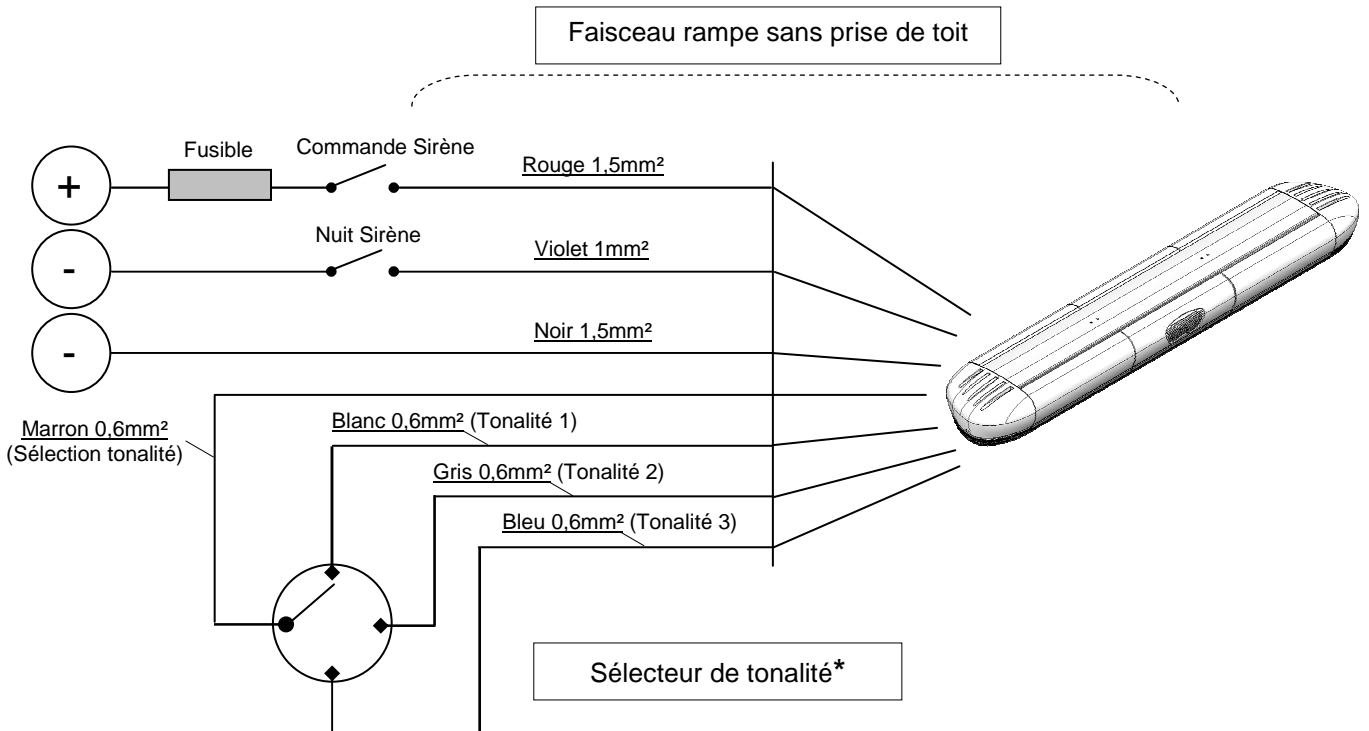 Faisceau rampe sans prise de toit
Fusible
Commande Sirène
+
Rouge 1,5mm²
Nuit Sirène
-
Violet 1mm²
-
Noir 1,5mm²
Marron 0,6mm²
(Sélection tonalité)
Blanc 0,6mm² (Tonalité 1)
Gris 0,6mm² (Tonalité 2)
Bleu 0,6mm² (Tonalité 3)
Sélecteur de tonalité*